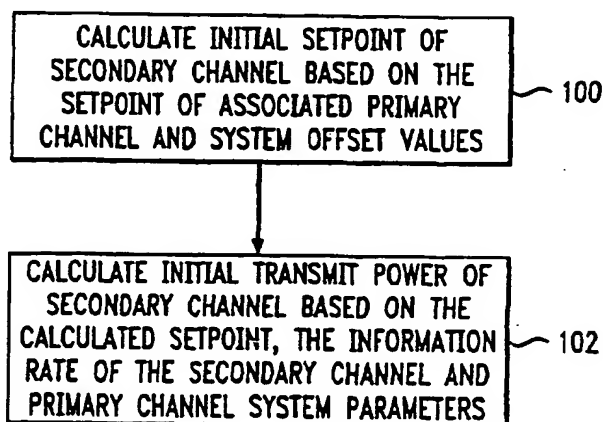 CALCULATE INITIAL SETPOINT OF
SECONDARY CHANNEL BASED ON THE
SETPOINT OF ASSOCIATED PRIMARY
CHANNEL AND SYSTEM OFFSET VALUES
100
CALCULATE INITIAL TRANSMIT POWER OF
SECONDARY CHANNEL BASED ON THE
CALCULATED SETPOINT, THE INFORMATION
RATE OF THE SECONDARY CHANNEL AND
PRIMARY CHANNEL SYSTEM PARAMETERS
102